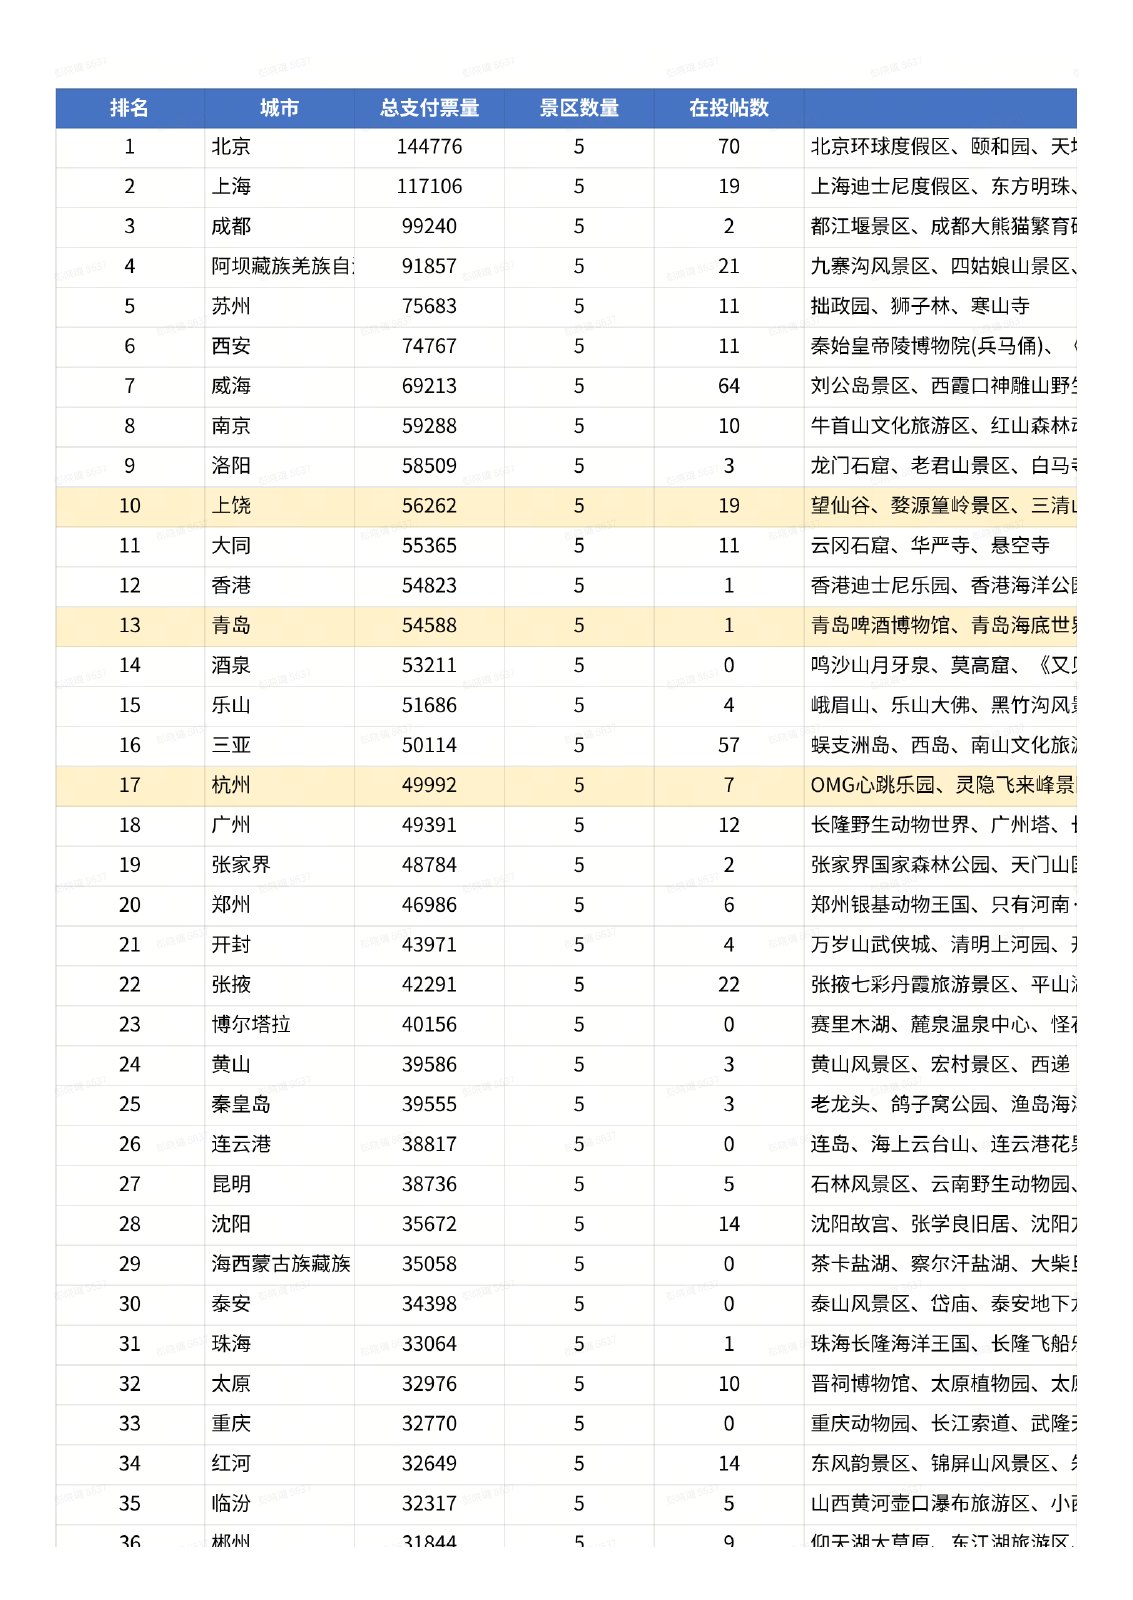 排名 城市 总支付票量 景区数量 在投帖数
1 北京 144776 5 70 北京环球度假区、颐和园、天
2 上海 117106 5 19 上海迪士尼度假区、东方明珠、
3 成都 99240 5 2 都江堰景区、成都大熊猫繁育
4 阿坝藏族羌族自 91857 5 21 九寨沟风景区、四姑娘山景区、
5 苏州 75683 5 11 拙政园、狮子林、寒山寺
6 西安 74767 5 11 秦始皇帝陵博物院(兵马俑)、《
7 威海 69213 5 64 刘公岛景区、西霞口神雕山野
8 南京 59288 5 10 牛首山文化旅游区、红山森林
9 洛阳 58509 5 3 龙门石窟、老君山景区、白马
10 上饶 56262 5 19 望仙谷、婺源篁岭景区、三清
11 大同 55365 5 11 云冈石窟、华严寺、悬空寺
12 香港 54823 5 1 香港迪士尼乐园、香港海洋公
13 青岛 54588 5 1 青岛啤酒博物馆、青岛海底世
14 酒泉 53211 5 0 鸣沙山月牙泉、莫高窟、《又
15 乐山 51686 5 4 峨眉山、乐山大佛、黑竹沟风
16 三亚 50114 5 57 蜈支洲岛、西岛、南山文化旅
17 杭州 49992 5 7 OMG心跳乐园、灵隐飞来峰景
18 广州 49391 5 12 长隆野生动物世界、广州塔、
19 张家界 48784 5 2 张家界国家森林公园、天门山
20 郑州 46986 5 6 郑州银基动物王国、只有河南·
21 开封 43971 5 4 万岁山武侠城、清明上河园、
22 张掖 42291 5 22 张掖七彩丹霞旅游景区、平山
23 博尔塔拉 40156 5 0 赛里木湖、麓泉温泉中心、怪
24 黄山 39586 5 3 黄山风景区、宏村景区、西递
25 秦皇岛 39555 5 3 老龙头、鸽子窝公园、渔岛海
26 连云港 38817 5 0 连岛、海上云台山、连云港花
27 昆明 38736 5 5 石林风景区、云南野生动物园、
28 沈阳 35672 5 14 沈阳故宫、张学良旧居、沈阳
29 海西蒙古族藏族 35058 5 0 茶卡盐湖、察尔汗盐湖、大柴
30 泰安 34398 5 0 泰山风景区、岱庙、泰安地下
31 珠海 33064 5 1 珠海长隆海洋王国、长隆飞船
32 太原 32976 5 10 晋祠博物馆、太原植物园、太
33 重庆 32770 5 0 重庆动物园、长江索道、武隆
34 红河 32649 5 14 东风韵景区、锦屏山风景区、
35 临汾 32317 5 5 山西黄河壶口瀑布旅游区、小
36 郴州 31844 5 9 仰天湖大草原、东江湖旅游区、